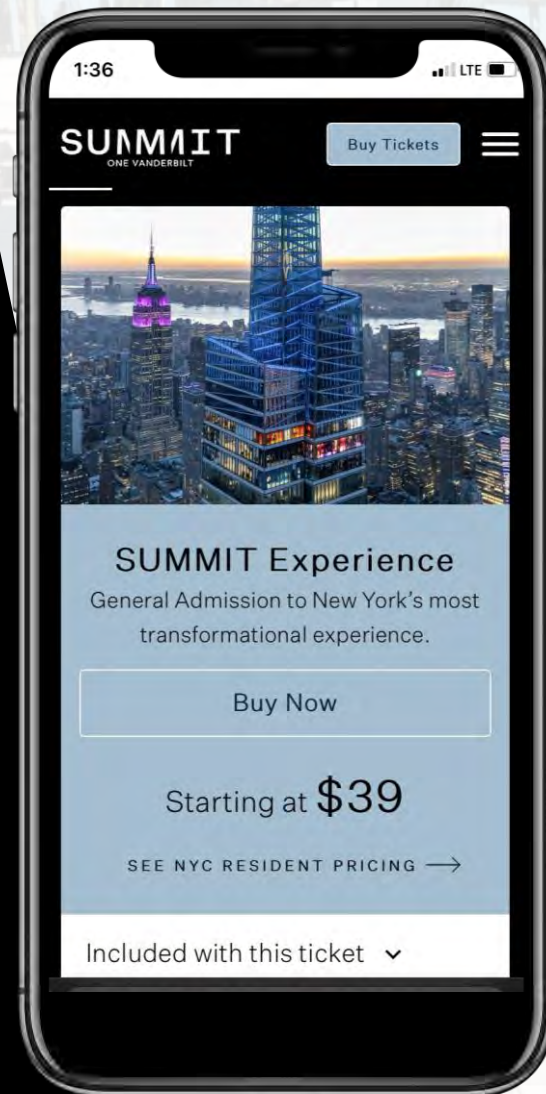 1:36
LTE
SUMMIT
ONE VANDERBILT
Buy Tickets
SUMMIT Experience
General Admission to New York’s most
transformational experience.
Buy Now
Starting at $39
SEE NYC RESIDENT PRICING →
Included with this ticket